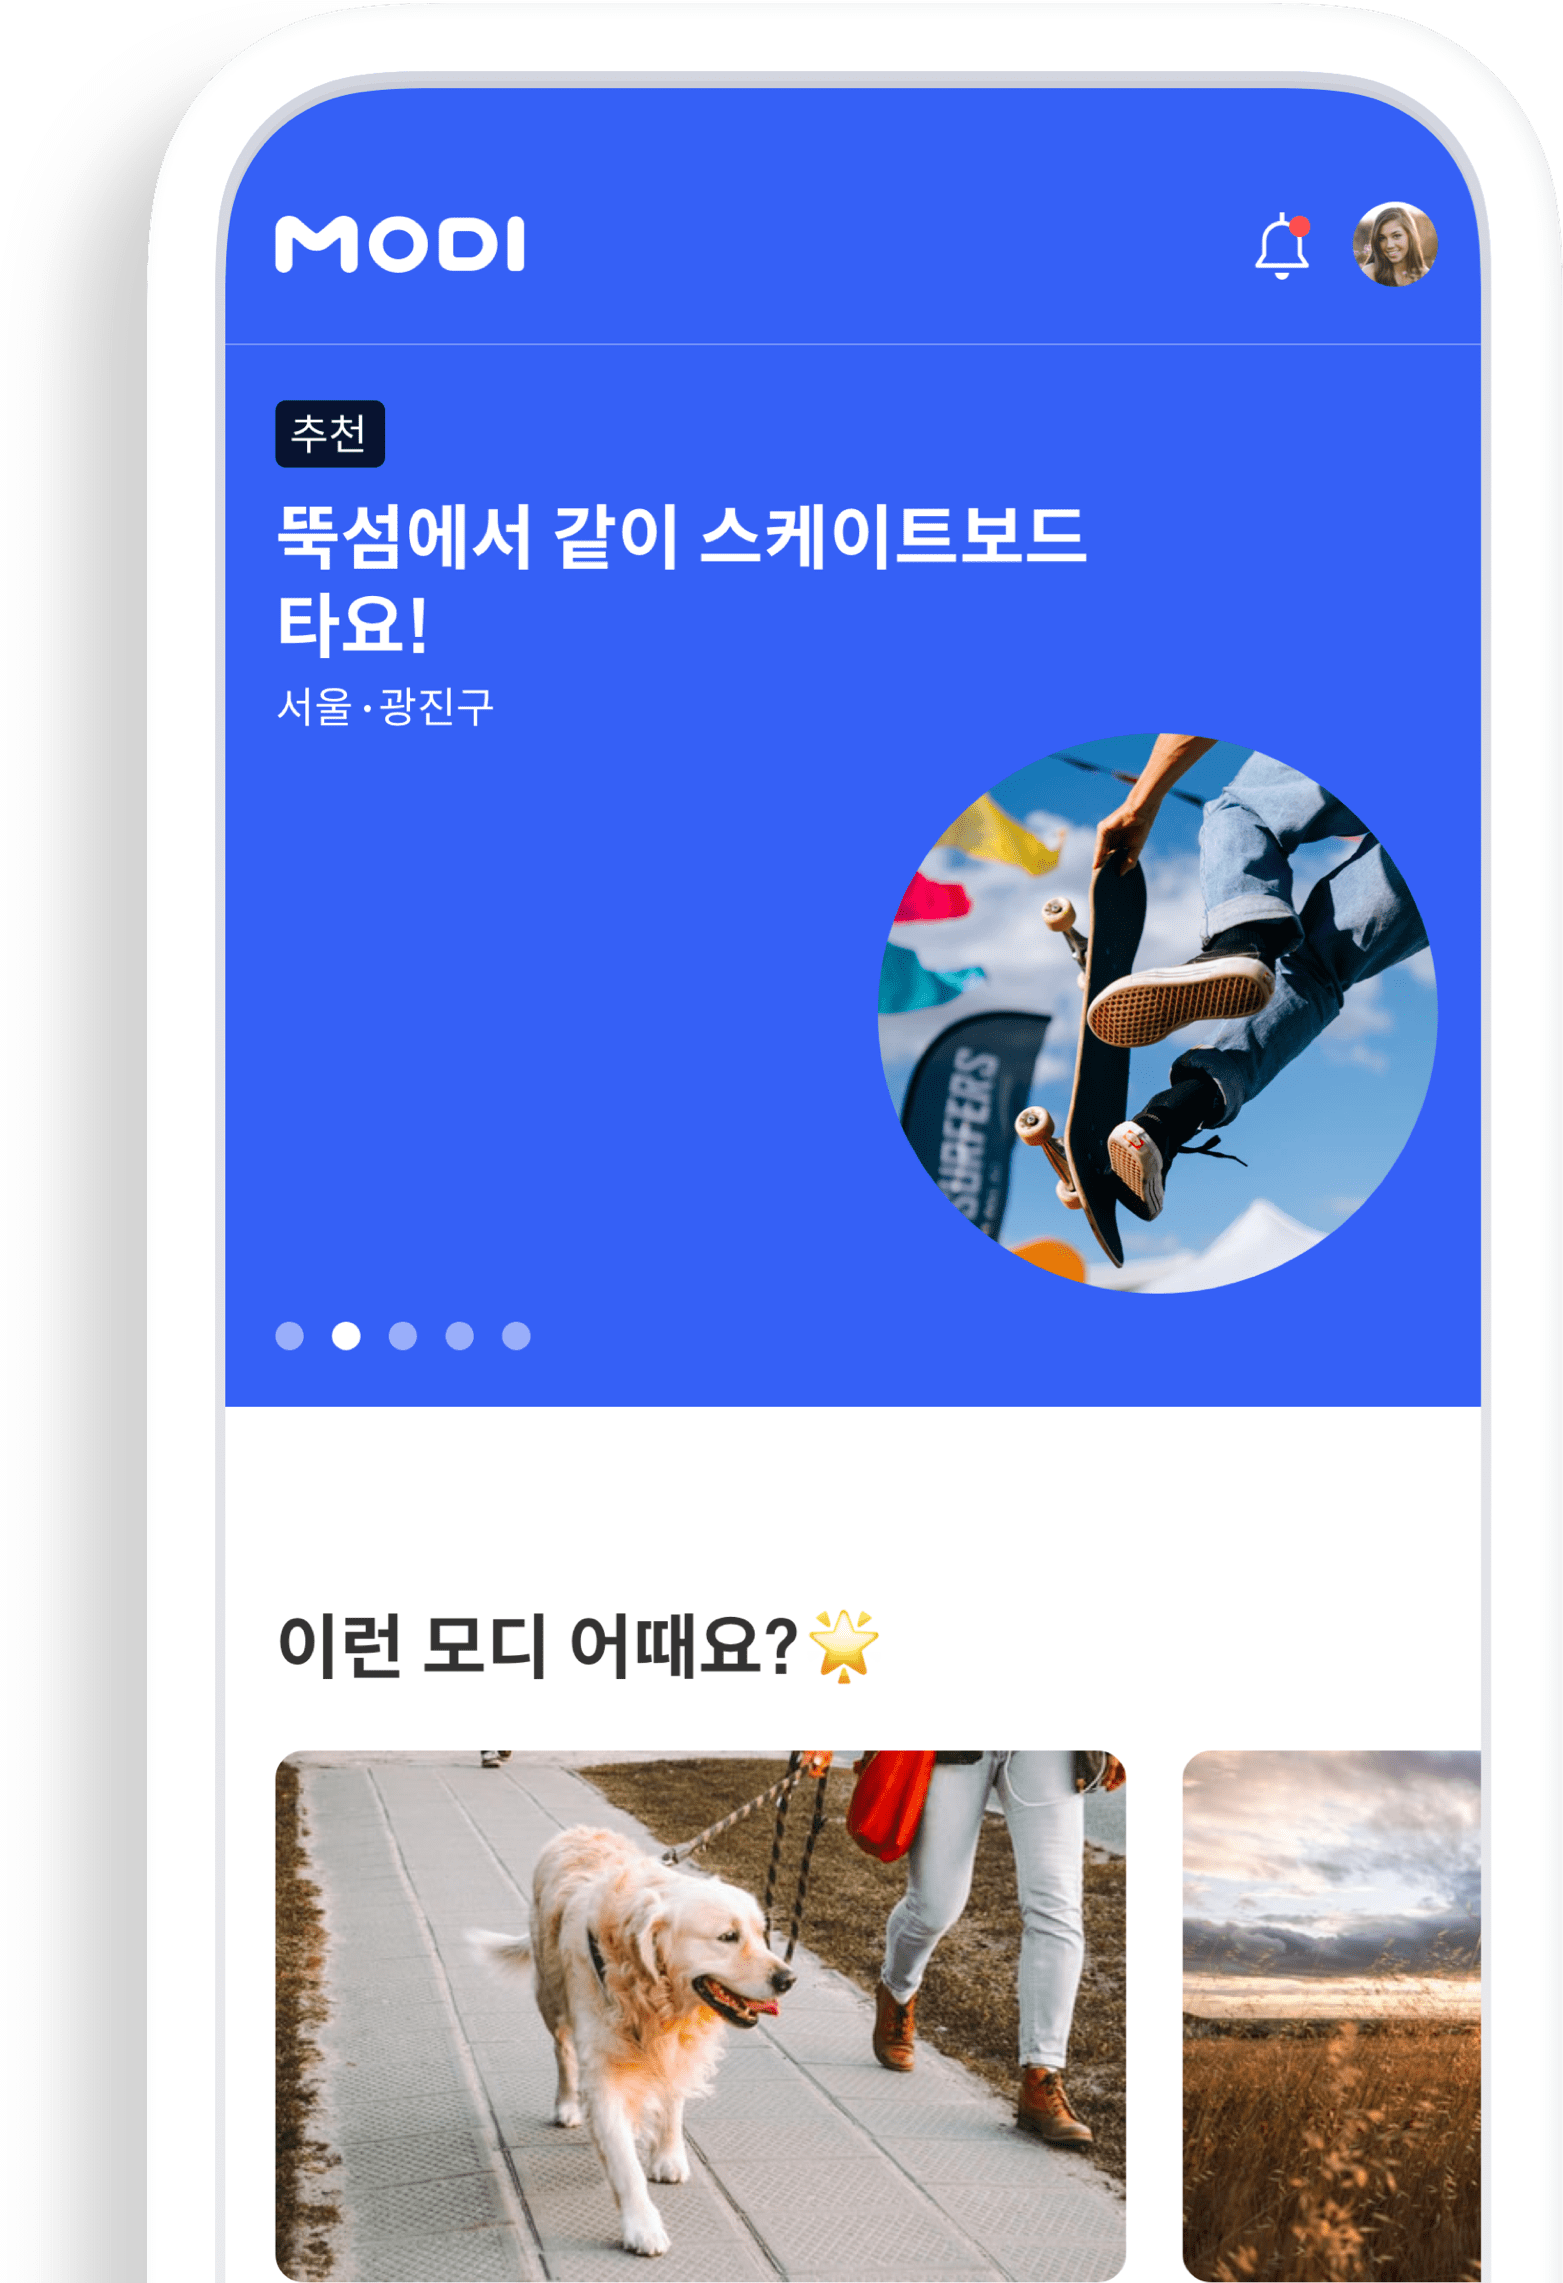 MODI
추천
뚝섬에서 같이 스케이트보드
타요!
서울·광진구
SURFERS
이런 모디 어때요?🌟